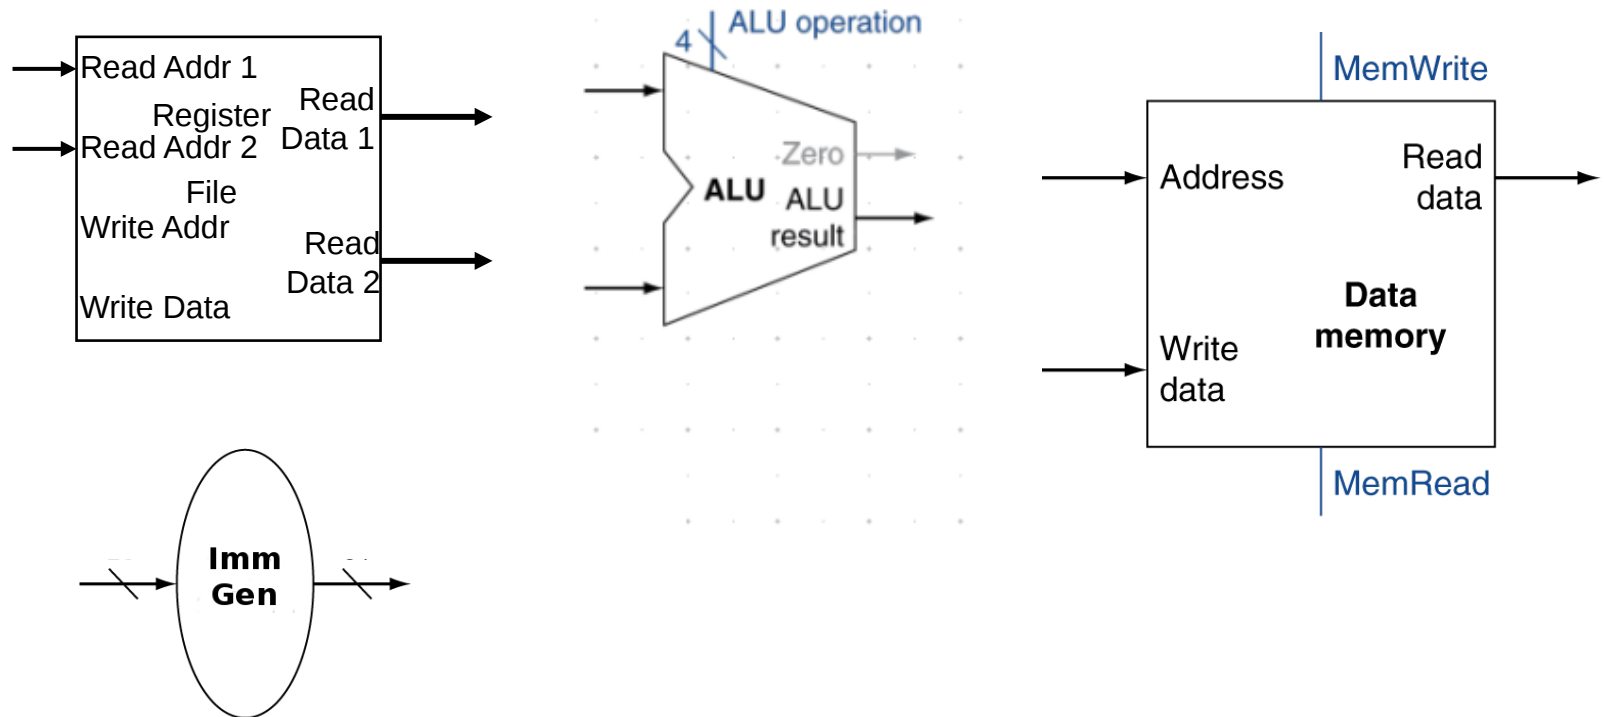 Read Addr 1
Register
Read Addr 2
File
Write Addr
Write Data
Read
Data 1
Read
Data 2
4
ALU operation
Zero
ALU
ALU
result
MemWrite
Address
Read
data
Write
data
Data
memory
MemRead
Imm
Gen